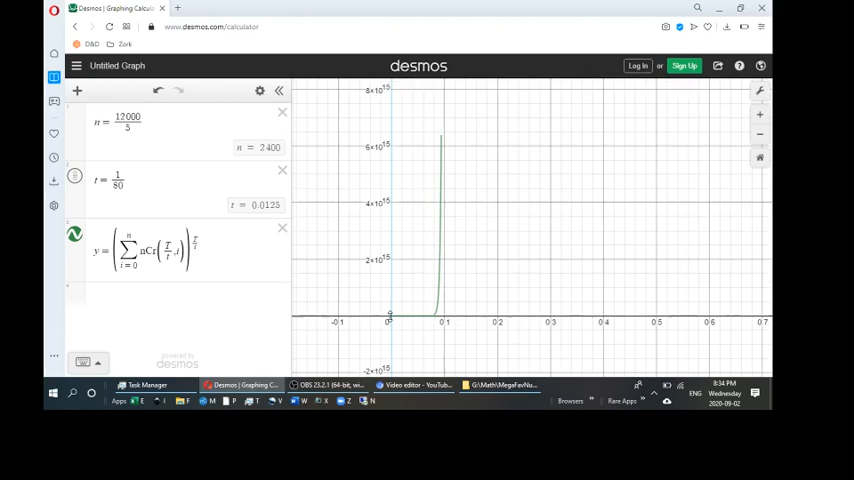 Desmos | Graphing Calculator
www.desmos.com/calculator
D&D Zork
Untitled Graph
desmos
Log In or Sign Up
n = 12000/5
n = 2400
t = 1/80
t = 0.0125
y = (∑ n i=0 nCr(T/t, i)) T/t
8×10^15
6×10^15
4×10^15
2×10^15
-2×10^15
-0.1 0 0.1 0.2 0.3 0.4 0.5 0.6 0.7
powered by
desmos
Task Manager
Desmos | Graphing C...
OBS 23.2.1 (64-bit, wi...
Video editor - YouTub...
G:\Math\MegaFavNu...
Apps E I F M P T V W X Z N
Browsers
Rare Apps
ENG
8:34 PM
Wednesday
2020-09-02